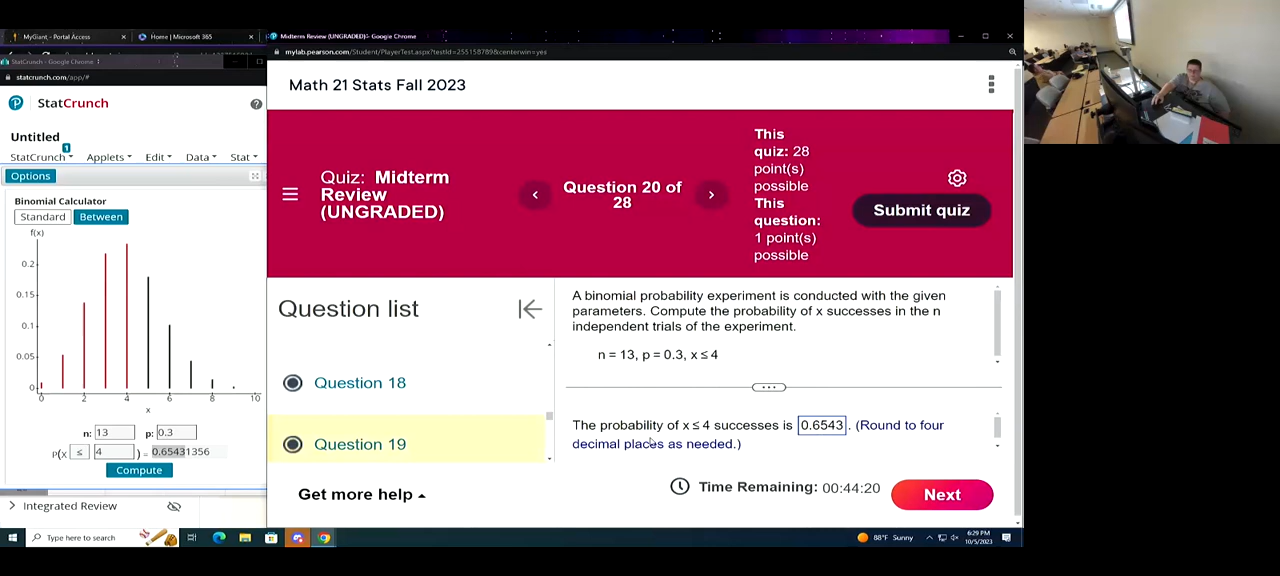 MyGiant - Portal Access
Home | Microsoft 365
StatCrunch - Google Chrome
statcrunch.com/app/#
StatCrunch
Untitled
1
StatCrunch Applets Edit Data Stat
Options
Binomial Calculator
Standard Between
f(x)
0.2
0.15
0.1
0.05
0
0 2 4 6 8 10
x
n: 13 p: 0.3
P(x ≤ 4 ) = 0.65431356
Compute
Integrated Review
Type here to search
Midterm Review (UNGRADED) - Google Chrome
mylab.pearson.com/Student/PlayerTest.aspx?testId=255158789&centerwin=yes
Math 21 Stats Fall 2023
Quiz: Midterm
Review
(UNGRADED)
Question 20 of
28
This
quiz: 28
point(s)
possible
This
question:
1 point(s)
possible
Submit quiz
Question list
Question 18
Question 19
A binomial probability experiment is conducted with the given
parameters. Compute the probability of x successes in the n
independent trials of the experiment.
n = 13, p = 0.3, x ≤ 4
The probability of x ≤ 4 successes is 0.6543 . (Round to four
decimal places as needed.)
Get more help
Time Remaining: 00:44:20
Next
88°F Sunny
6:29 PM
10/5/2023